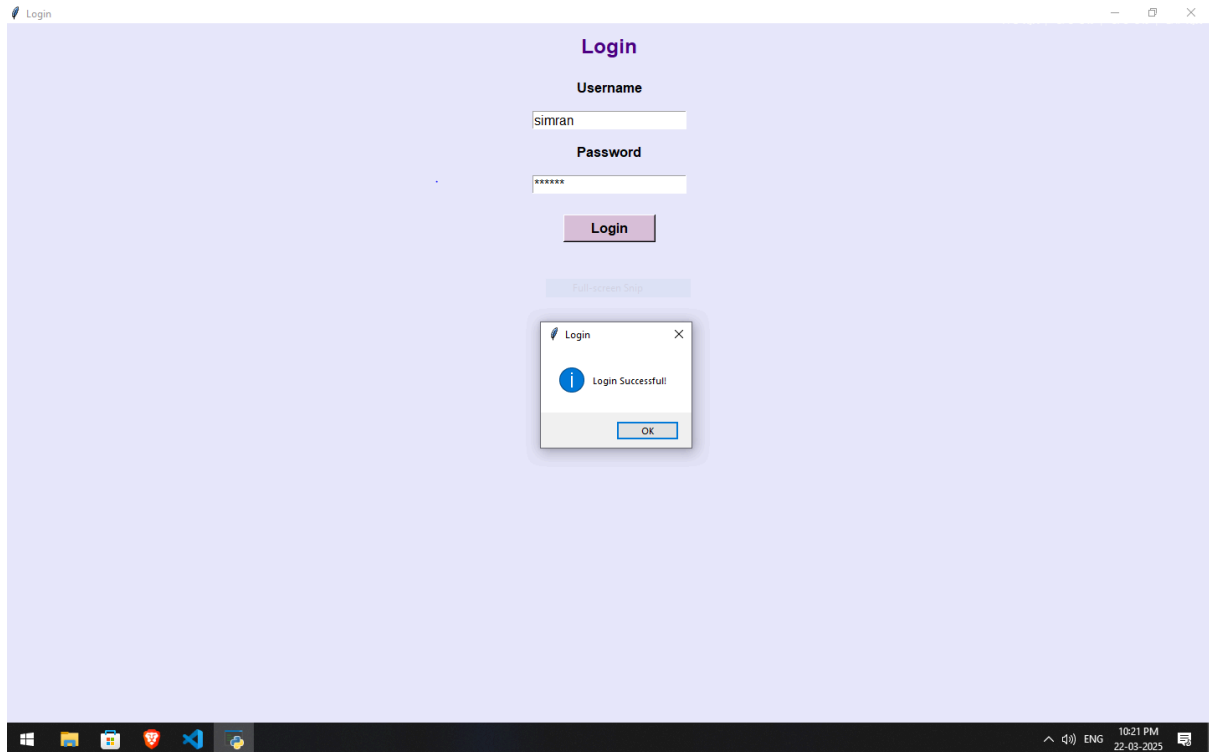 Login
Login
Username
simran
Password
******
Login
Full-screen Snip
Login
Login Successful!
OK
ENG
10:21 PM
22-03-2025